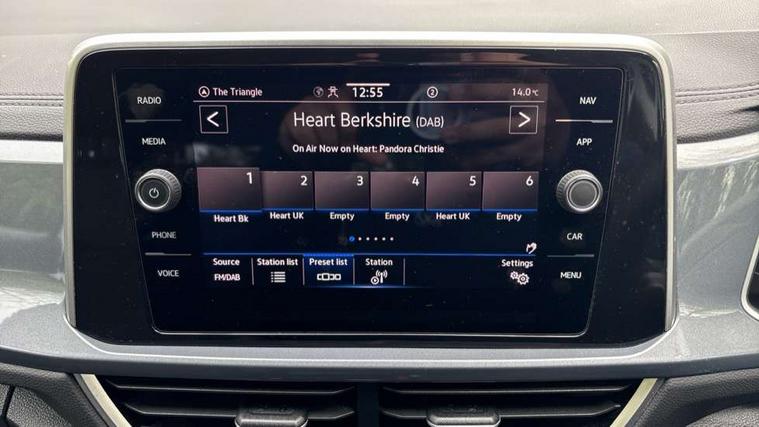 RADIO
MEDIA
PHONE
VOICE
NAV
APP
CAR
MENU
The Triangle 12:55 2 14.0°C
< Heart Berkshire (DAB) >
On Air Now on Heart: Pandora Christie
1 2 3 4 5 6
Heart Bk Heart UK Empty Empty Heart UK Empty
Source Station list Preset list Station Settings
FM/DAB